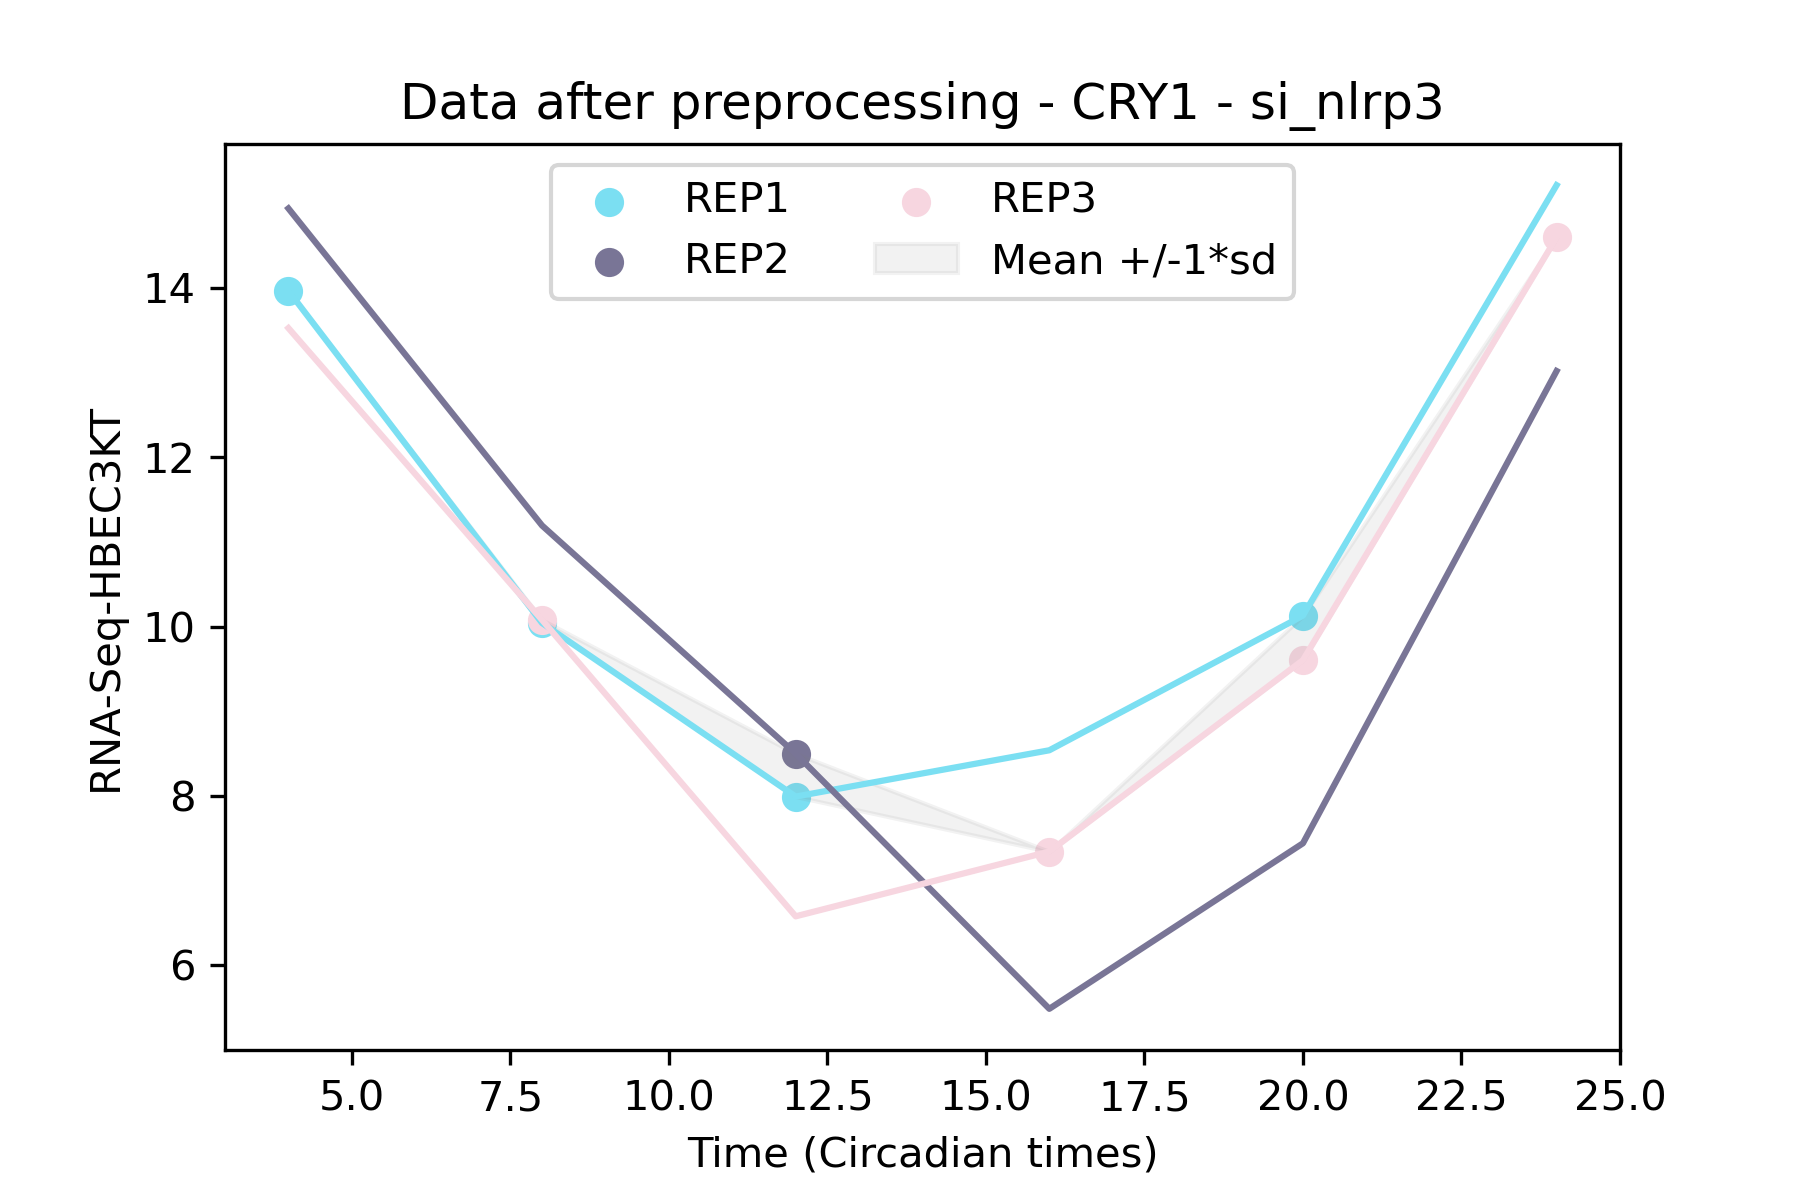 Data after preprocessing - CRY1 - si_nlrp3
REP1
REP2
REP3
Mean +/-1*sd
14
12
10
8
6
RNA-Seq-HBEC3KT
5.0 7.5 10.0 12.5 15.0 17.5 20.0 22.5 25.0
Time (Circadian times)